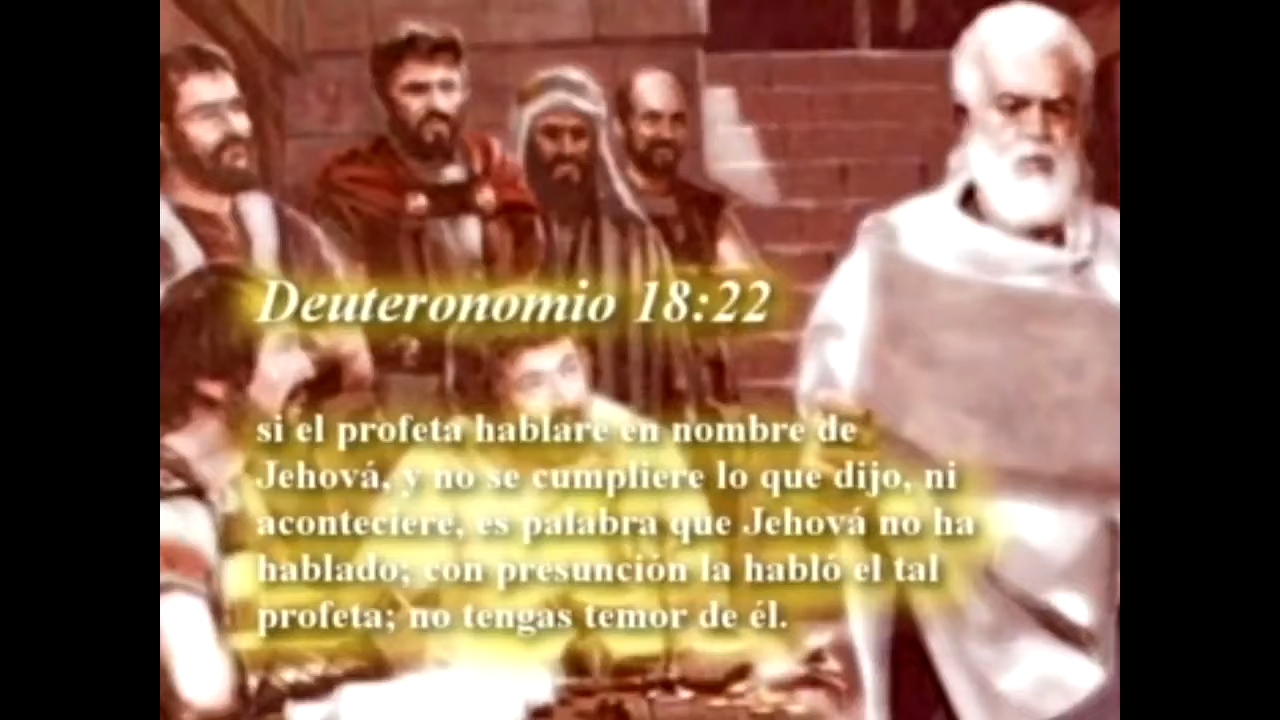 Deuteronomio 18:22
si el profeta hablare en nombre de
Jehová, y no se cumpliere lo que dijo, ni
aconteciere, es palabra que Jehová no ha
hablado; con presunción la habló el tal
profeta; no tengas temor de él.